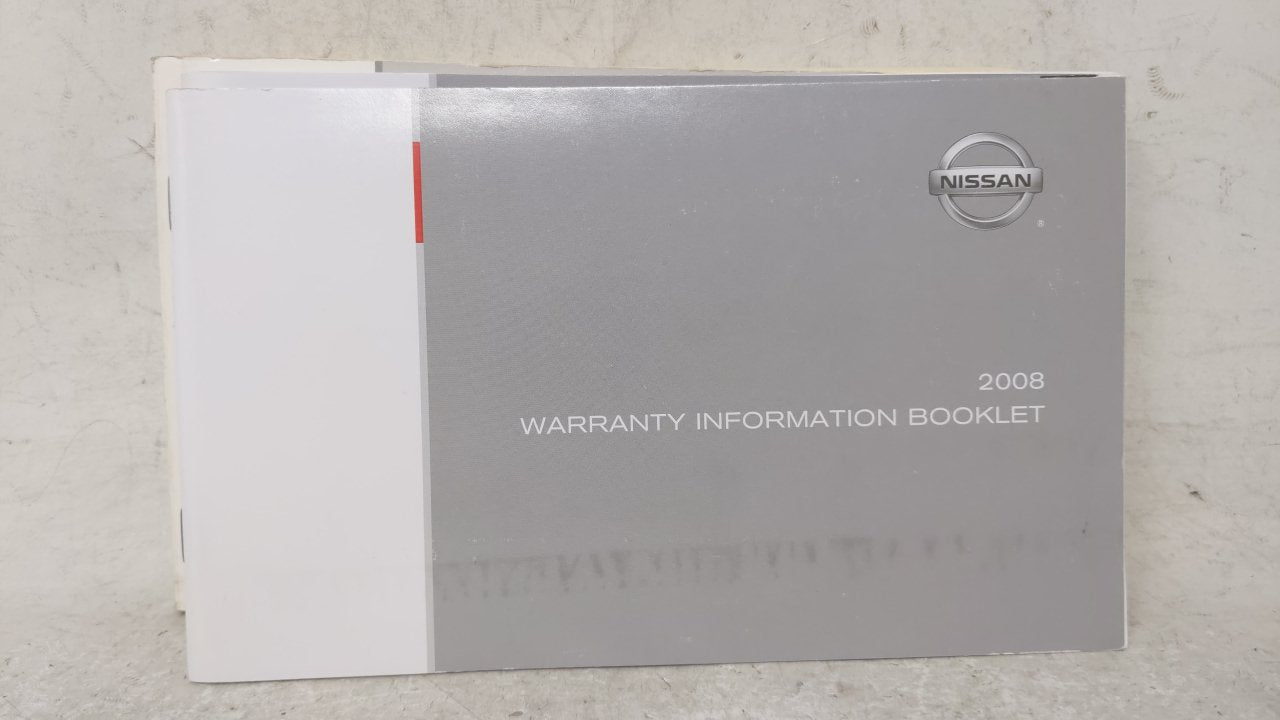 NISSAN
®
2008
WARRANTY INFORMATION BOOKLET